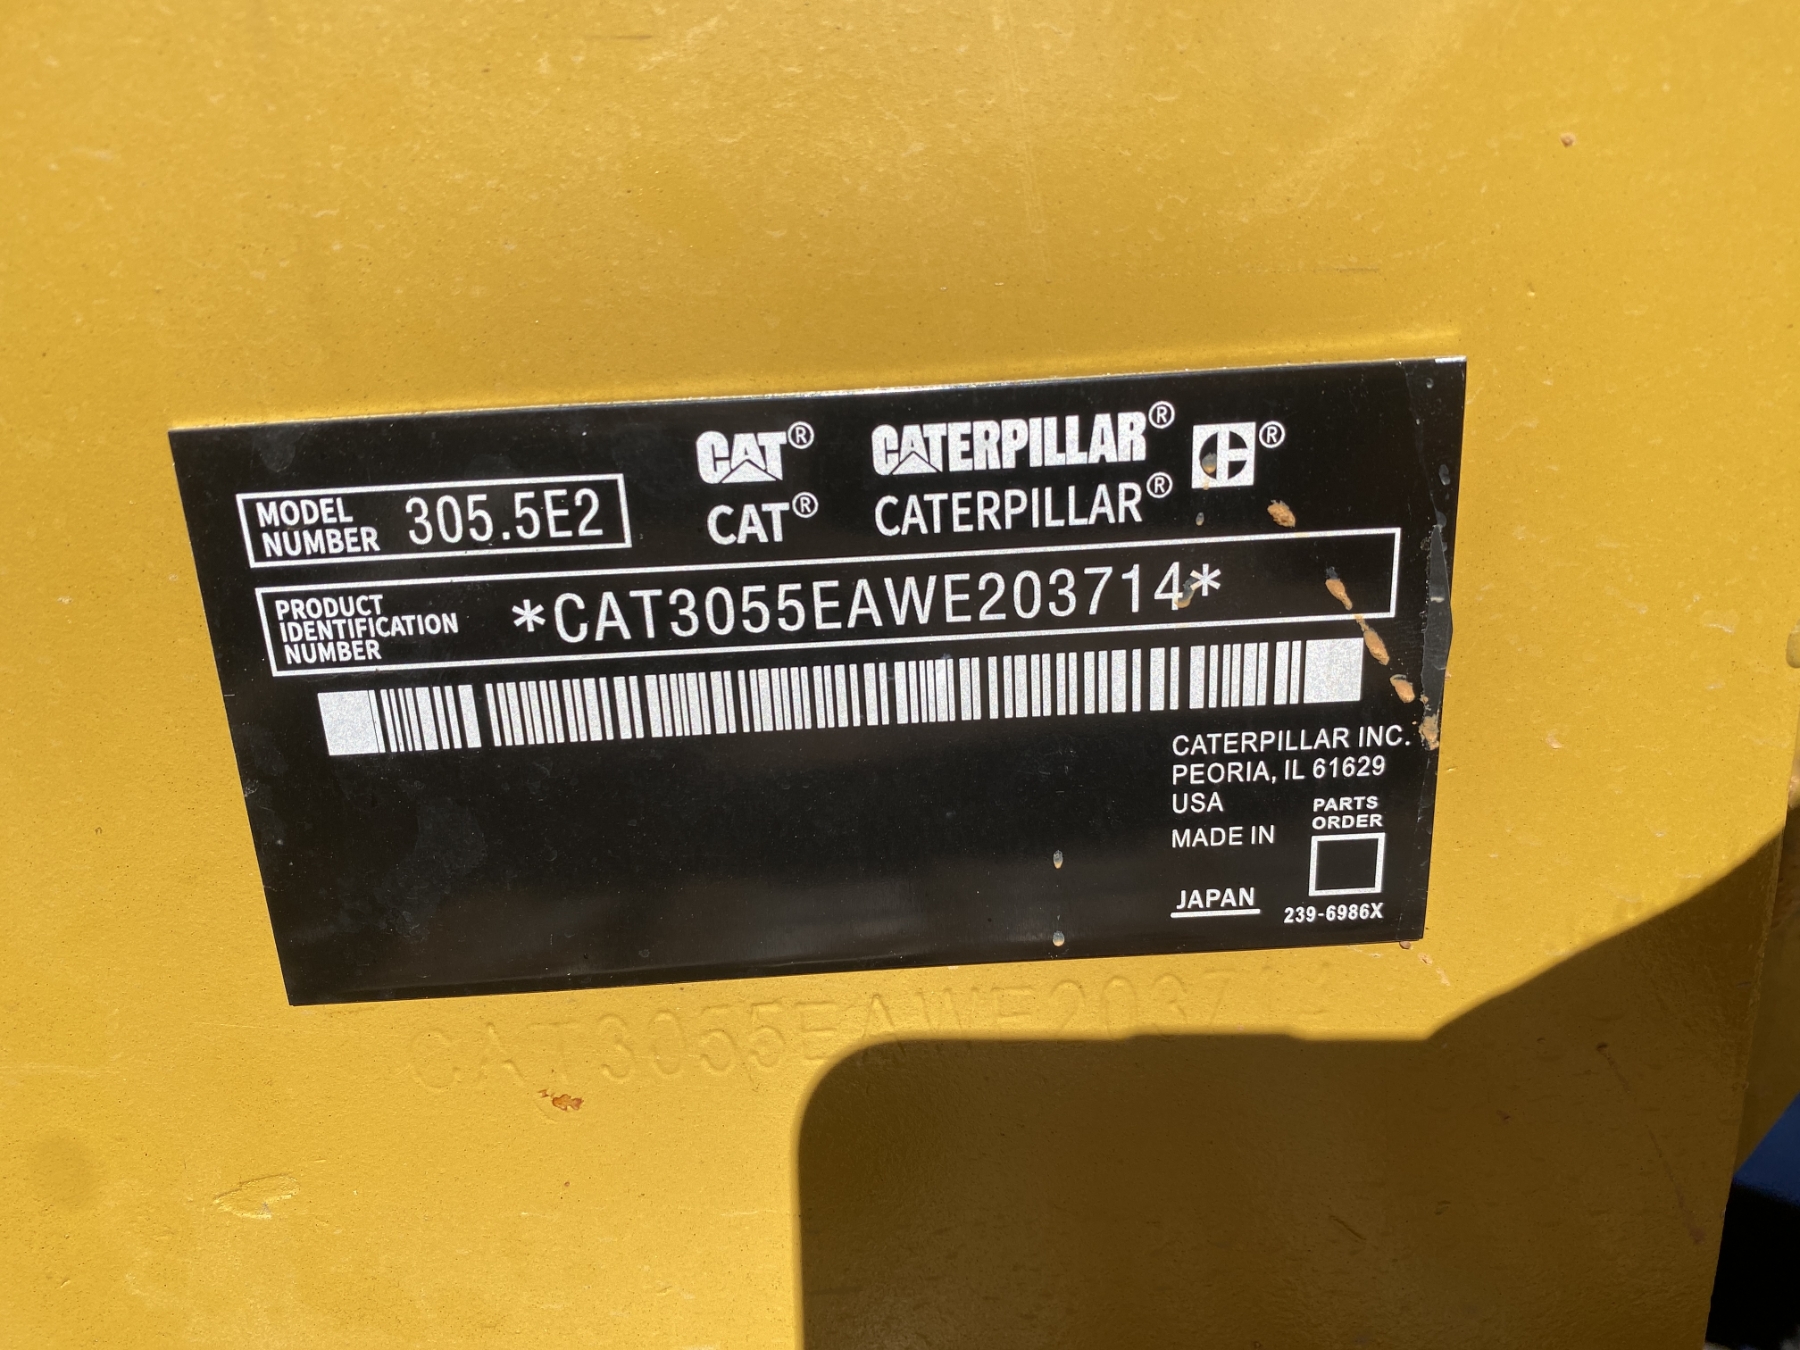 CAT® CATERPILLAR® ®
CAT® CATERPILLAR®
MODEL NUMBER 305.5E2
PRODUCT IDENTIFICATION NUMBER *CAT3055EAWE203714*
CATERPILLAR INC.
PEORIA, IL 61629
USA
MADE IN
JAPAN
PARTS
ORDER
239-6986X
CAT3055EAWE203714